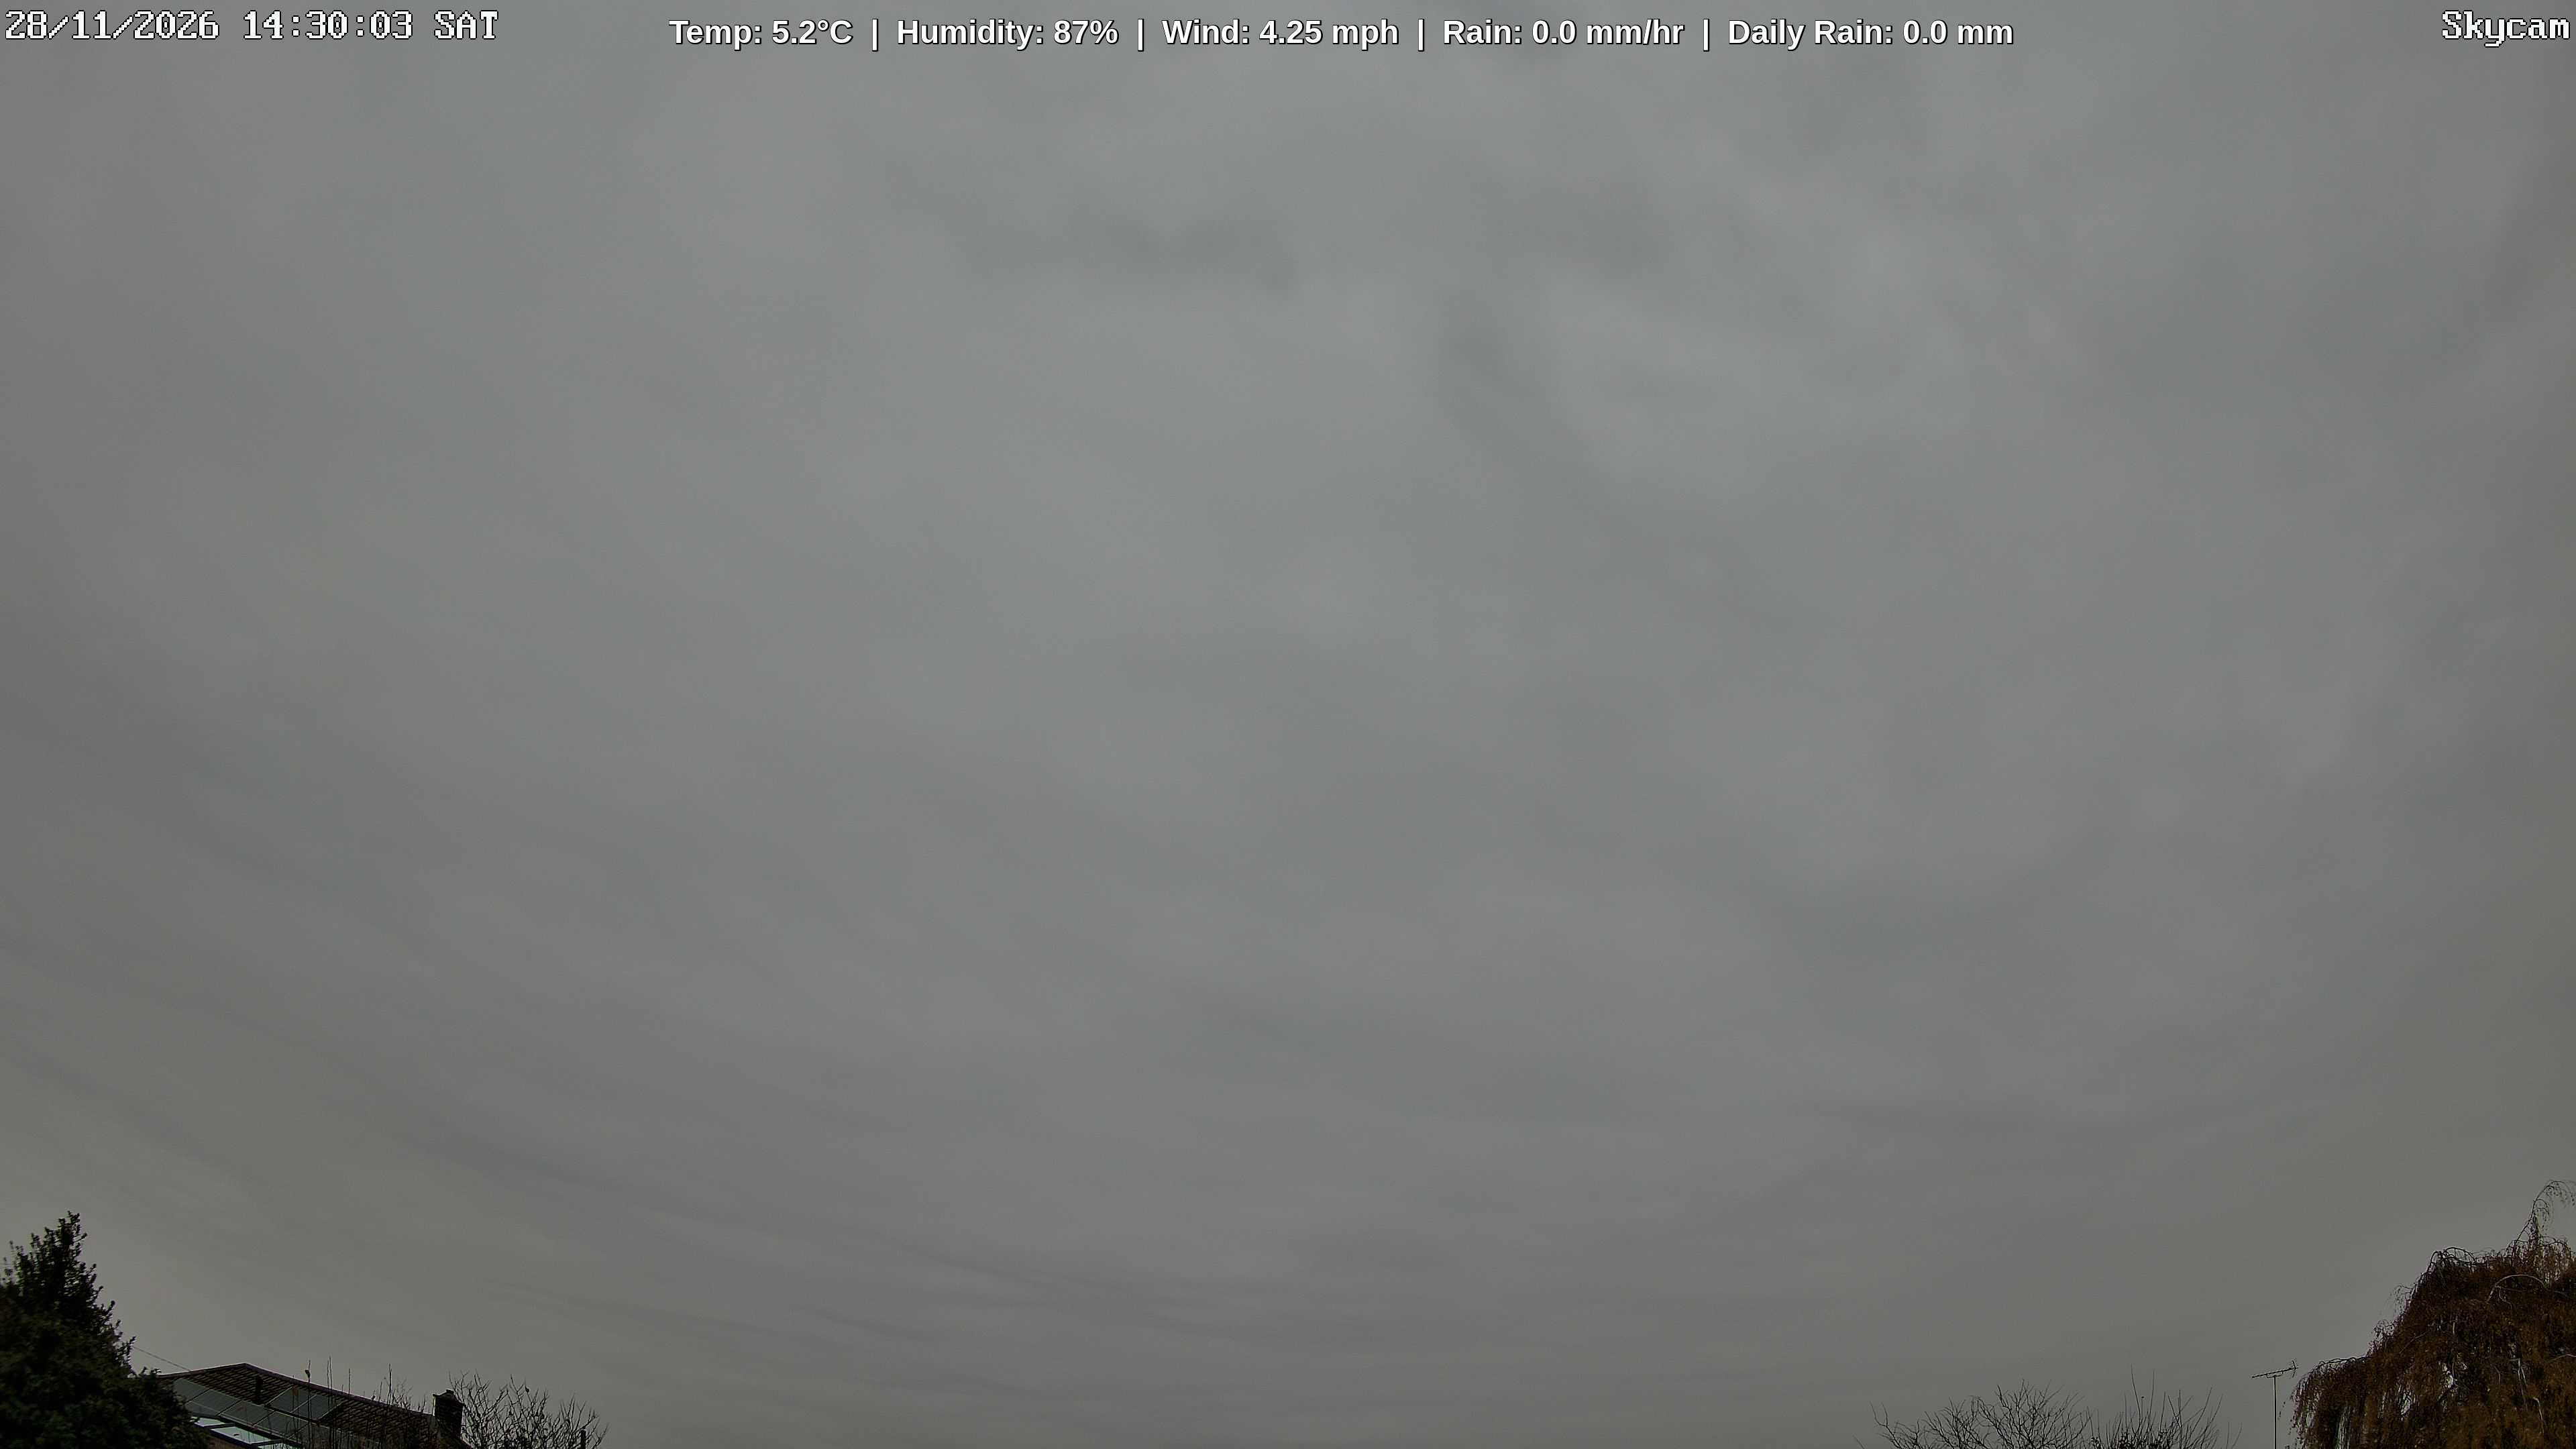 28/11/2026 14:30:03 SAT
Temp: 5.2°C | Humidity: 87% | Wind: 4.25 mph | Rain: 0.0 mm/hr | Daily Rain: 0.0 mm
Skycam